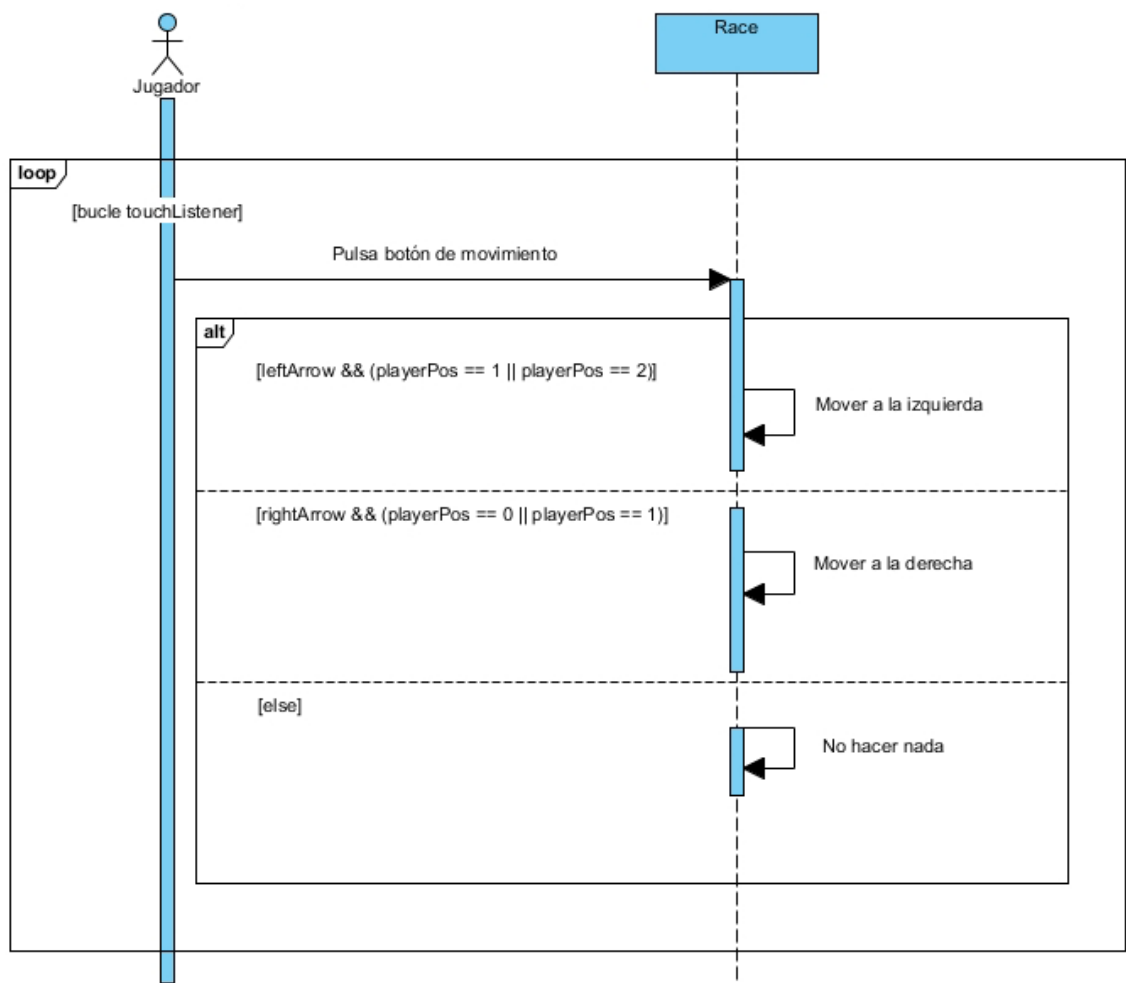 Race
Jugador
loop
[bucle touchListener]
Pulsa botón de movimiento
alt
[leftArrow && (playerPos == 1 || playerPos == 2)]
Mover a la izquierda
[rightArrow && (playerPos == 0 || playerPos == 1)]
Mover a la derecha
[else]
No hacer nada